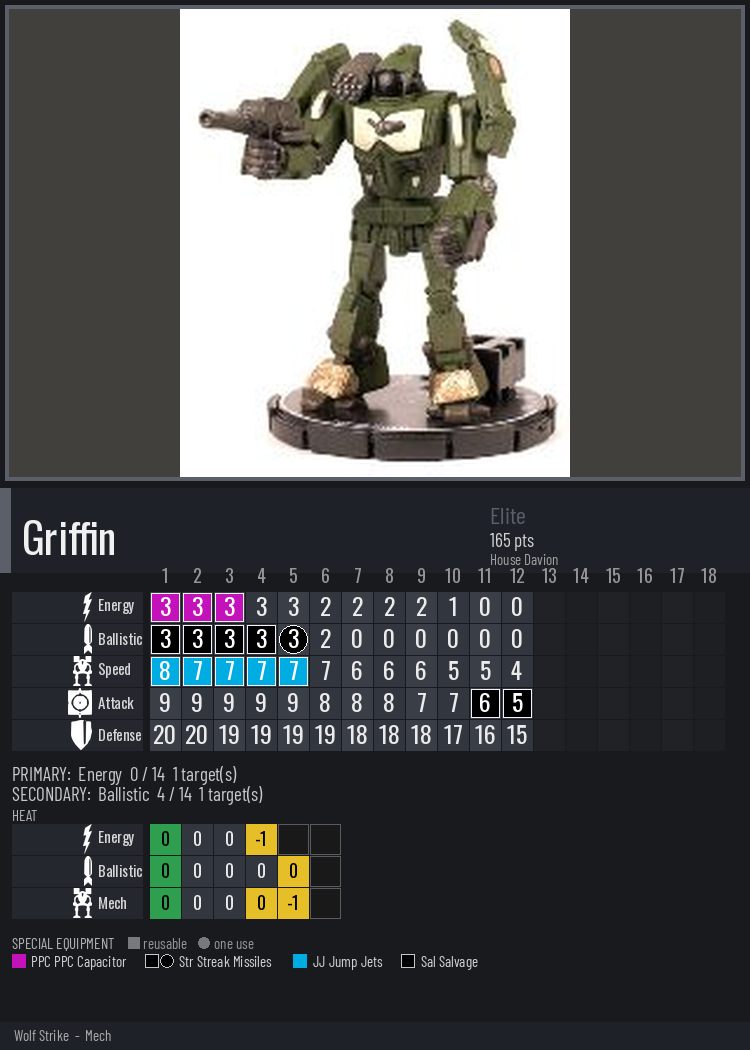 Griffin
Elite
165 pts
House Davion
1 2 3 4 5 6 7 8 9 10 11 12 13 14 15 16 17 18
Energy 3 3 3 3 3 2 2 2 2 1 0 0
Ballistic 3 3 3 3 3 2 0 0 0 0 0 0
Speed 8 7 7 7 7 7 6 6 6 5 5 4
Attack 9 9 9 9 9 8 8 8 7 7 6 5
Defense 20 20 19 19 19 19 18 18 18 17 16 15
PRIMARY: Energy 0 / 14 1 target(s)
SECONDARY: Ballistic 4 / 14 1 target(s)
HEAT
Energy 0 0 0 -1
Ballistic 0 0 0 0 0
Mech 0 0 0 0 -1
SPECIAL EQUIPMENT reusable one use
PPC PPC Capacitor Str Streak Missiles JJ Jump Jets Sal Salvage
Wolf Strike - Mech